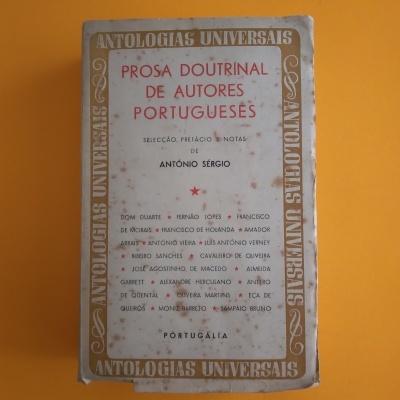 ANTOLOGIAS UNIVERSAIS
ANTOLOGIAS UNIVERSAIS
ANTOLOGIAS UNIVERSAIS
PROSA DOUTRINAL
DE AUTORES
PORTUGUESES
SELECÇÃO, PREFÁCIO E NOTAS
DE
ANTÓNIO SÉRGIO
★
DOM DUARTE ★ FERNÃO LOPES ★ FRANCISCO
DE MORAIS ★ FRANCISCO DE HOLANDA ★ AMADOR
ARRAIS ★ ANTÓNIO VIEIRA ★ LUÍS ANTÓNIO VERNEY
★ RIBEIRO SANCHES ★ CAVALEIRO DE OLIVEIRA
★ JOSÉ AGOSTINHO DE MACEDO ★ ALMEIDA
GARRETT ★ ALEXANDRE HERCULANO ★ ANTERO
DE QUENTAL ★ OLIVEIRA MARTINS ★ EÇA DE
QUEIRÓS ★ MONIZ BARRETO ★ SAMPAIO BRUNO
PORTUGÁLIA
ANTOLOGIAS UNIVERSAIS